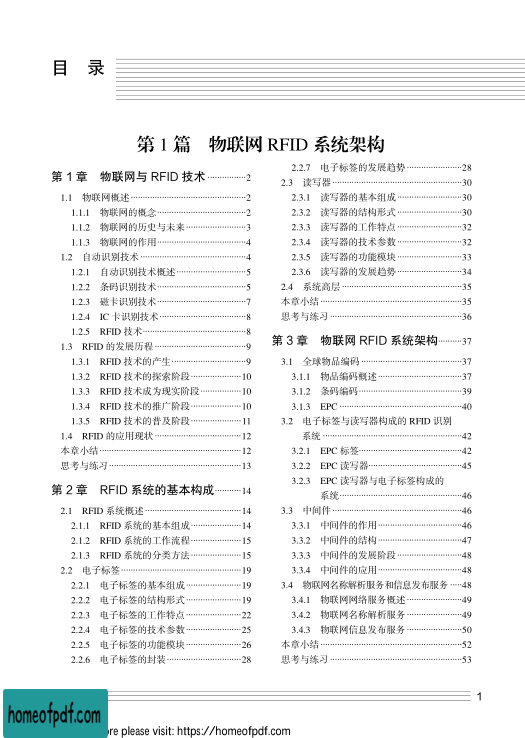 目 录
第 1 篇 物联网 RFID 系统架构
第 1 章 物联网与 RFID 技术················2
1.1 物联网概述················2
1.1.1 物联网的概念················2
1.1.2 物联网的历史与未来················3
1.1.3 物联网的作用················4
1.2 自动识别技术················4
1.2.1 自动识别技术概述················5
1.2.2 条码识别技术················5
1.2.3 磁卡识别技术················7
1.2.4 IC 卡识别技术················8
1.2.5 RFID 技术················8
1.3 RFID 的发展历程················9
1.3.1 RFID 技术的产生················9
1.3.2 RFID 技术的探索阶段················10
1.3.3 RFID 技术成为现实阶段················10
1.3.4 RFID 技术的推广阶段················10
1.3.5 RFID 技术的普及阶段················11
1.4 RFID 的应用现状················12
本章小结················12
思考与练习················13
第 2 章 RFID 系统的基本构成················14
2.1 RFID 系统概述················14
2.1.1 RFID 系统的基本组成················14
2.1.2 RFID 系统的工作流程················15
2.1.3 RFID 系统的分类方法················15
2.2 电子标签················19
2.2.1 电子标签的基本组成················19
2.2.2 电子标签的结构形式················19
2.2.3 电子标签的工作特点················22
2.2.4 电子标签的技术参数················25
2.2.5 电子标签的功能模块················26
2.2.6 电子标签的封装················28
2.2.7 电子标签的发展趋势················28
2.3 读写器················30
2.3.1 读写器的基本组成················30
2.3.2 读写器的结构形式················30
2.3.3 读写器的工作特点················32
2.3.4 读写器的技术参数················32
2.3.5 读写器的功能模块················33
2.3.6 读写器的发展趋势················34
2.4 系统高层················35
本章小结················35
思考与练习················36
第 3 章 物联网 RFID 系统架构················37
3.1 全球物品编码················37
3.1.1 物品编码概述················37
3.1.2 条码编码················39
3.1.3 EPC················40
3.2 电子标签与读写器构成的 RFID 识别
系统················42
3.2.1 EPC 标签················42
3.2.2 EPC 读写器················45
3.2.3 EPC 读写器与电子标签构成的
系统················46
3.3 中间件················46
3.3.1 中间件的作用················46
3.3.2 中间件的结构················47
3.3.3 中间件的发展阶段················48
3.3.4 中间件的应用················48
3.4 物联网名称解析服务和信息发布服务················48
3.4.1 物联网网络服务概述················49
3.4.2 物联网名称解析服务················49
3.4.3 物联网信息发布服务················50
本章小结················52
思考与练习················53
1
homeofpdf.com
ore please visit: https://homeofpdf.com